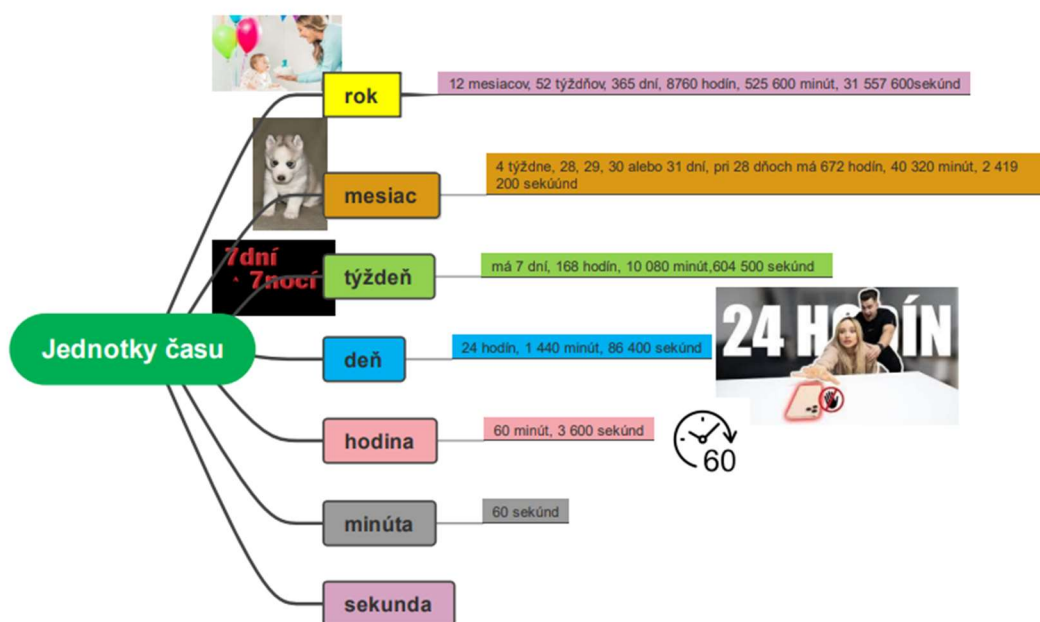 rok
12 mesiacov, 52 týždňov, 365 dní, 8760 hodín, 525 600 minút, 31 557 600sekúnd
mesiac
4 týždne, 28, 29, 30 alebo 31 dní, pri 28 dňoch má 672 hodín, 40 320 minút, 2 419
200 sekúúnd
7dní
7nocí
týždeň
má 7 dní, 168 hodín, 10 080 minút,604 500 sekúnd
Jednotky času
deň
24 hodín, 1 440 minút, 86 400 sekúnd
24 HODÍN
hodina
60 minút, 3 600 sekúnd
60
minúta
60 sekúnd
sekunda